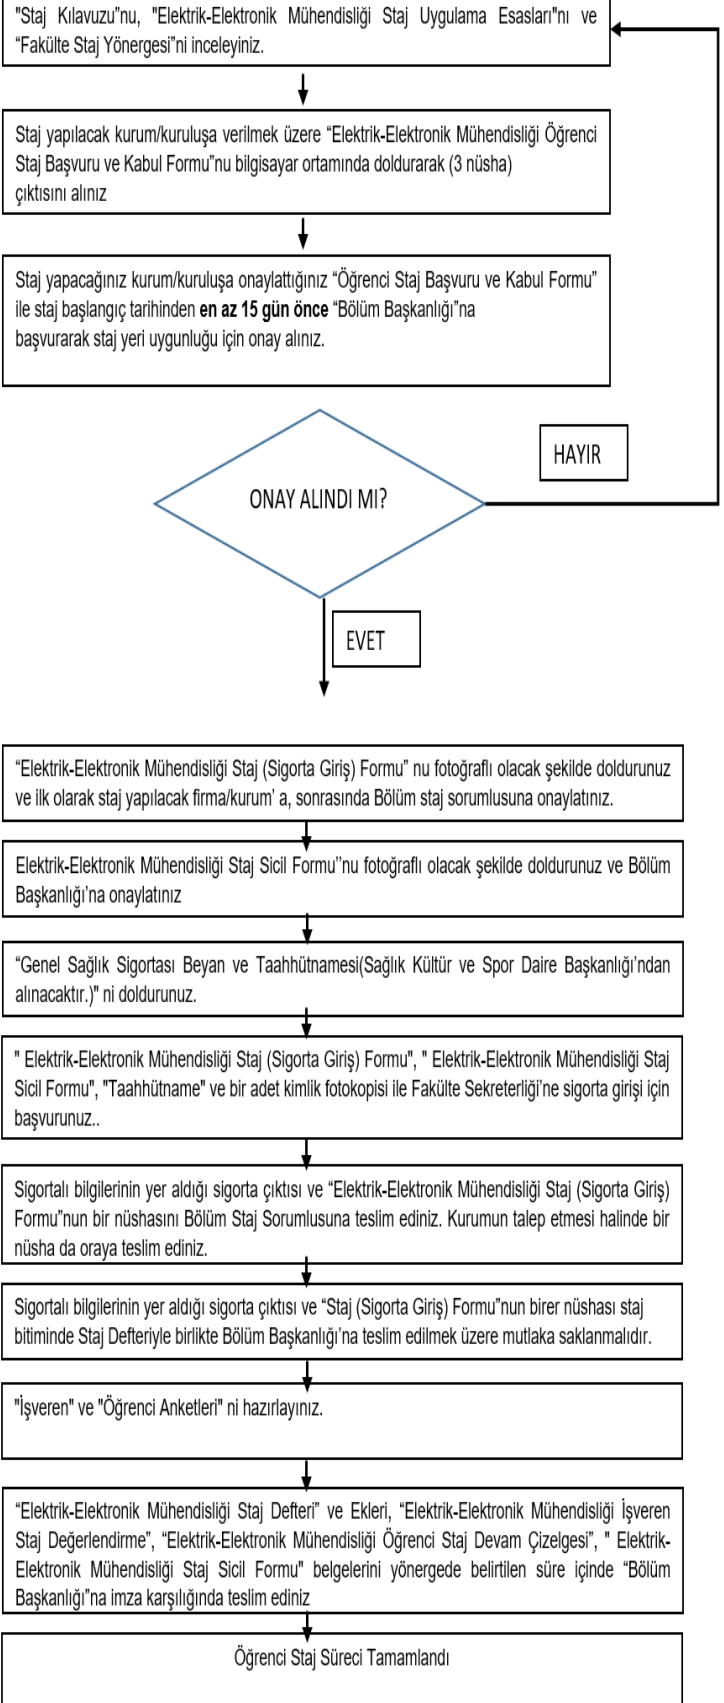 "Staj Kılavuzu”nu, "Elektrik-Elektronik Mühendisliği Staj Uygulama Esasları"nı ve
“Fakülte Staj Yönergesi”ni inceleyiniz.
Staj yapılacak kurum/kuruluşa verilmek üzere “Elektrik-Elektronik Mühendisliği Öğrenci
Staj Başvuru ve Kabul Formu”nu bilgisayar ortamında doldurarak (3 nüsha)
çıktısını alınız
Staj yapacağınız kurum/kuruluşa onaylattığınız “Öğrenci Staj Başvuru ve Kabul Formu”
ile staj başlangıç tarihinden en az 15 gün önce “Bölüm Başkanlığı”na
başvurarak staj yeri uygunluğu için onay alınız.
HAYIR
ONAY ALINDI MI?
EVET
“Elektrik-Elektronik Mühendisliği Staj (Sigorta Giriş) Formu” nu fotoğraflı olacak şekilde doldurunuz
ve ilk olarak staj yapılacak firma/kurum’ a, sonrasında Bölüm staj sorumlusuna onaylatınız.
Elektrik-Elektronik Mühendisliği Staj Sicil Formu’’nu fotoğraflı olacak şekilde doldurunuz ve Bölüm
Başkanlığı’na onaylatınız
“Genel Sağlık Sigortası Beyan ve Taahhütnamesi(Sağlık Kültür ve Spor Daire Başkanlığı’ndan
alınacaktır.)" ni doldurunuz.
" Elektrik-Elektronik Mühendisliği Staj (Sigorta Giriş) Formu", " Elektrik-Elektronik Mühendisliği Staj
Sicil Formu", "Taahhütname" ve bir adet kimlik fotokopisi ile Fakülte Sekreterliği’ne sigorta girişi için
başvurunuz..
Sigortalı bilgilerinin yer aldığı sigorta çıktısı ve “Elektrik-Elektronik Mühendisliği Staj (Sigorta Giriş)
Formu”nun bir nüshasını Bölüm Staj Sorumlusuna teslim ediniz. Kurumun talep etmesi halinde bir
nüsha da oraya teslim ediniz.
Sigortalı bilgilerinin yer aldığı sigorta çıktısı ve “Staj (Sigorta Giriş) Formu”nun birer nüshası staj
bitiminde Staj Defteriyle birlikte Bölüm Başkanlığı’na teslim edilmek üzere mutlaka saklanmalıdır.
"İşveren" ve "Öğrenci Anketleri" ni hazırlayınız.
“Elektrik-Elektronik Mühendisliği Staj Defteri” ve Ekleri, “Elektrik-Elektronik Mühendisliği İşveren
Staj Değerlendirme”, “Elektrik-Elektronik Mühendisliği Öğrenci Staj Devam Çizelgesi”, " Elektrik-
Elektronik Mühendisliği Staj Sicil Formu" belgelerini yönergede belirtilen süre içinde “Bölüm
Başkanlığı”na imza karşılığında teslim ediniz
Öğrenci Staj Süreci Tamamlandı